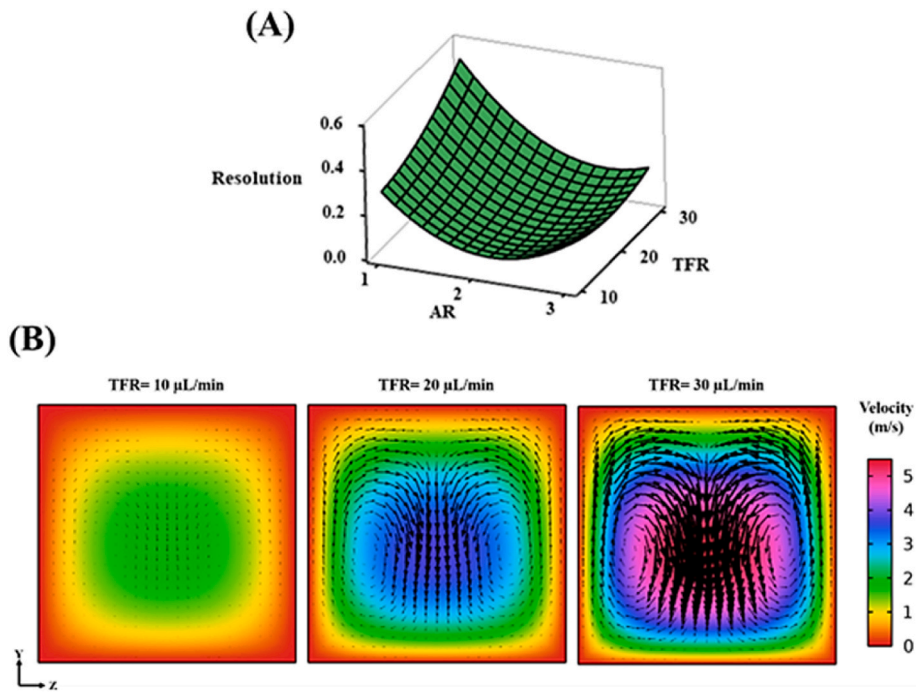 (A)
0.6
0.4
Resolution
0.2
0.0
1
2
3
AR
10
20
30
TFR
(B)
TFR= 10 µL/min
TFR= 20 µL/min
TFR= 30 µL/min
Velocity
(m/s)
5
4
3
2
1
0
Y
Z